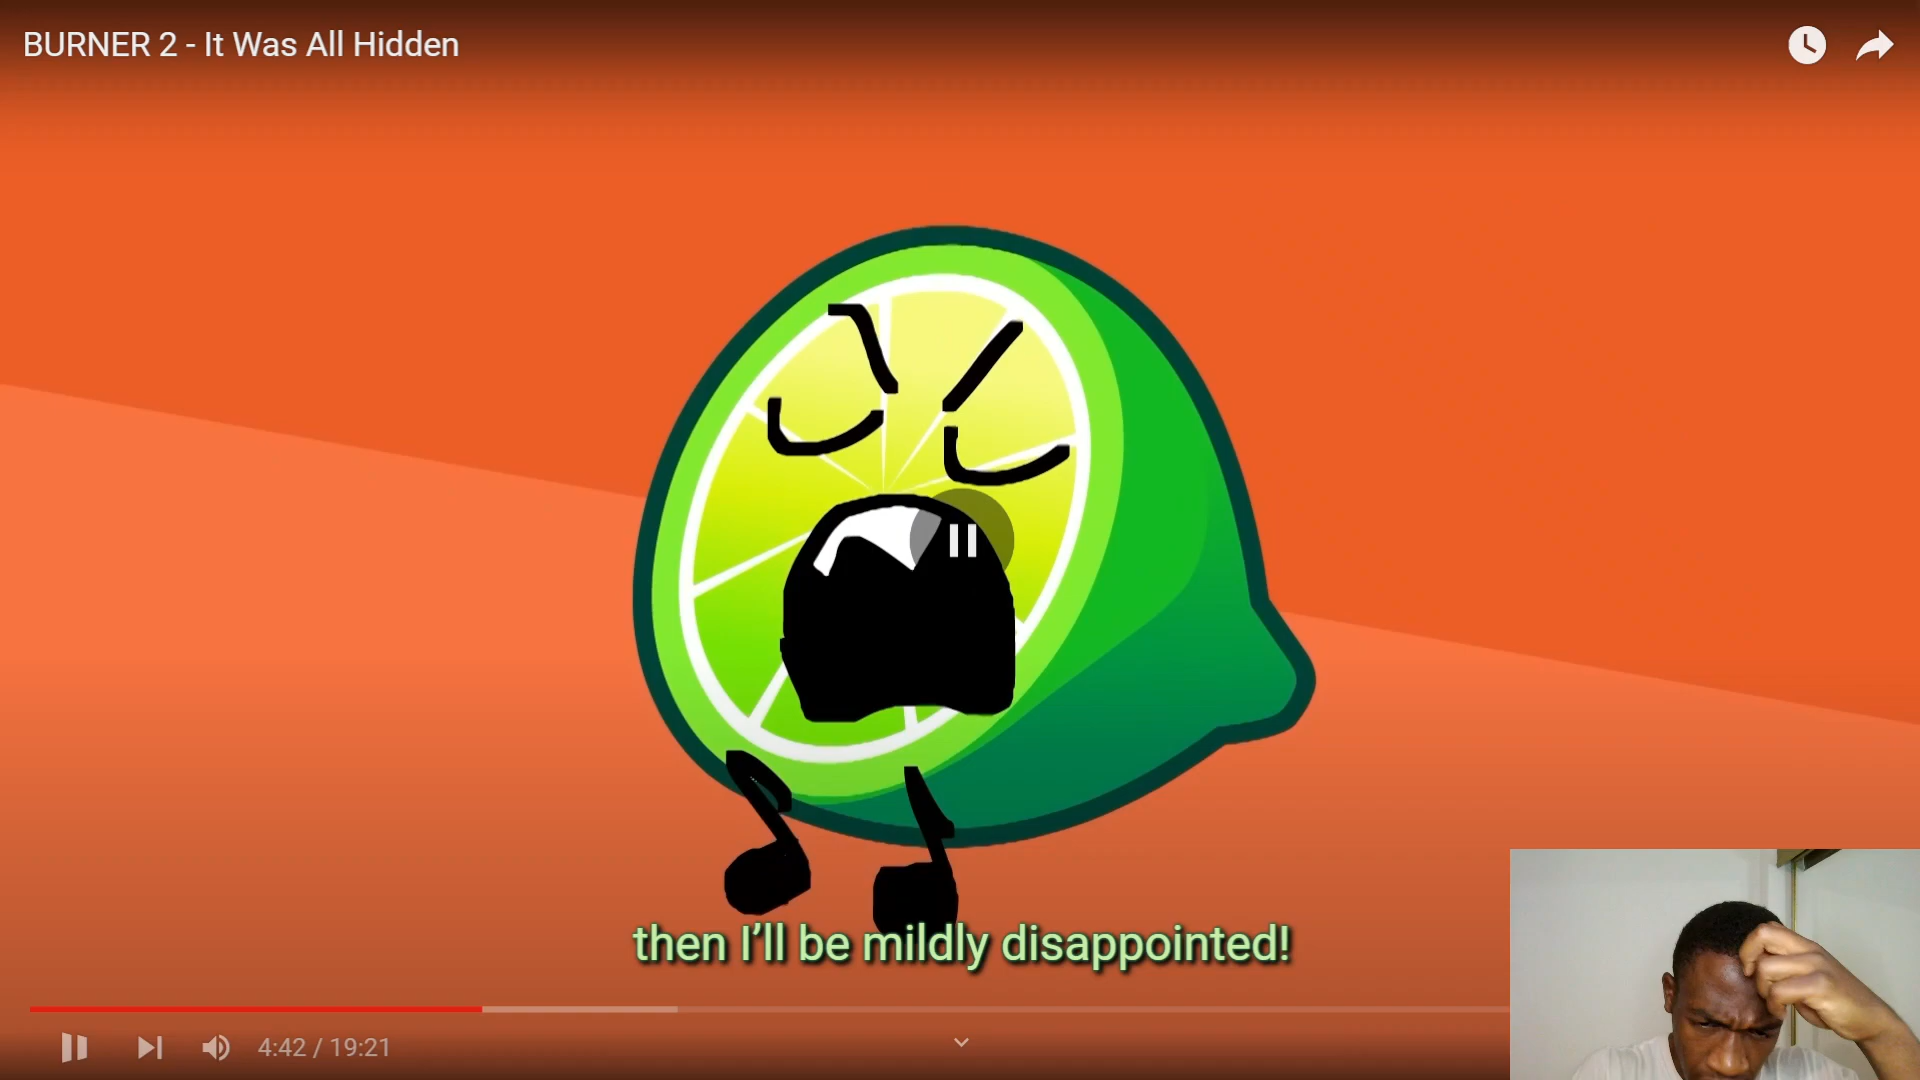 BURNER 2 - It Was All Hidden
then I’ll be mildly disappointed!
4:42 / 19:21